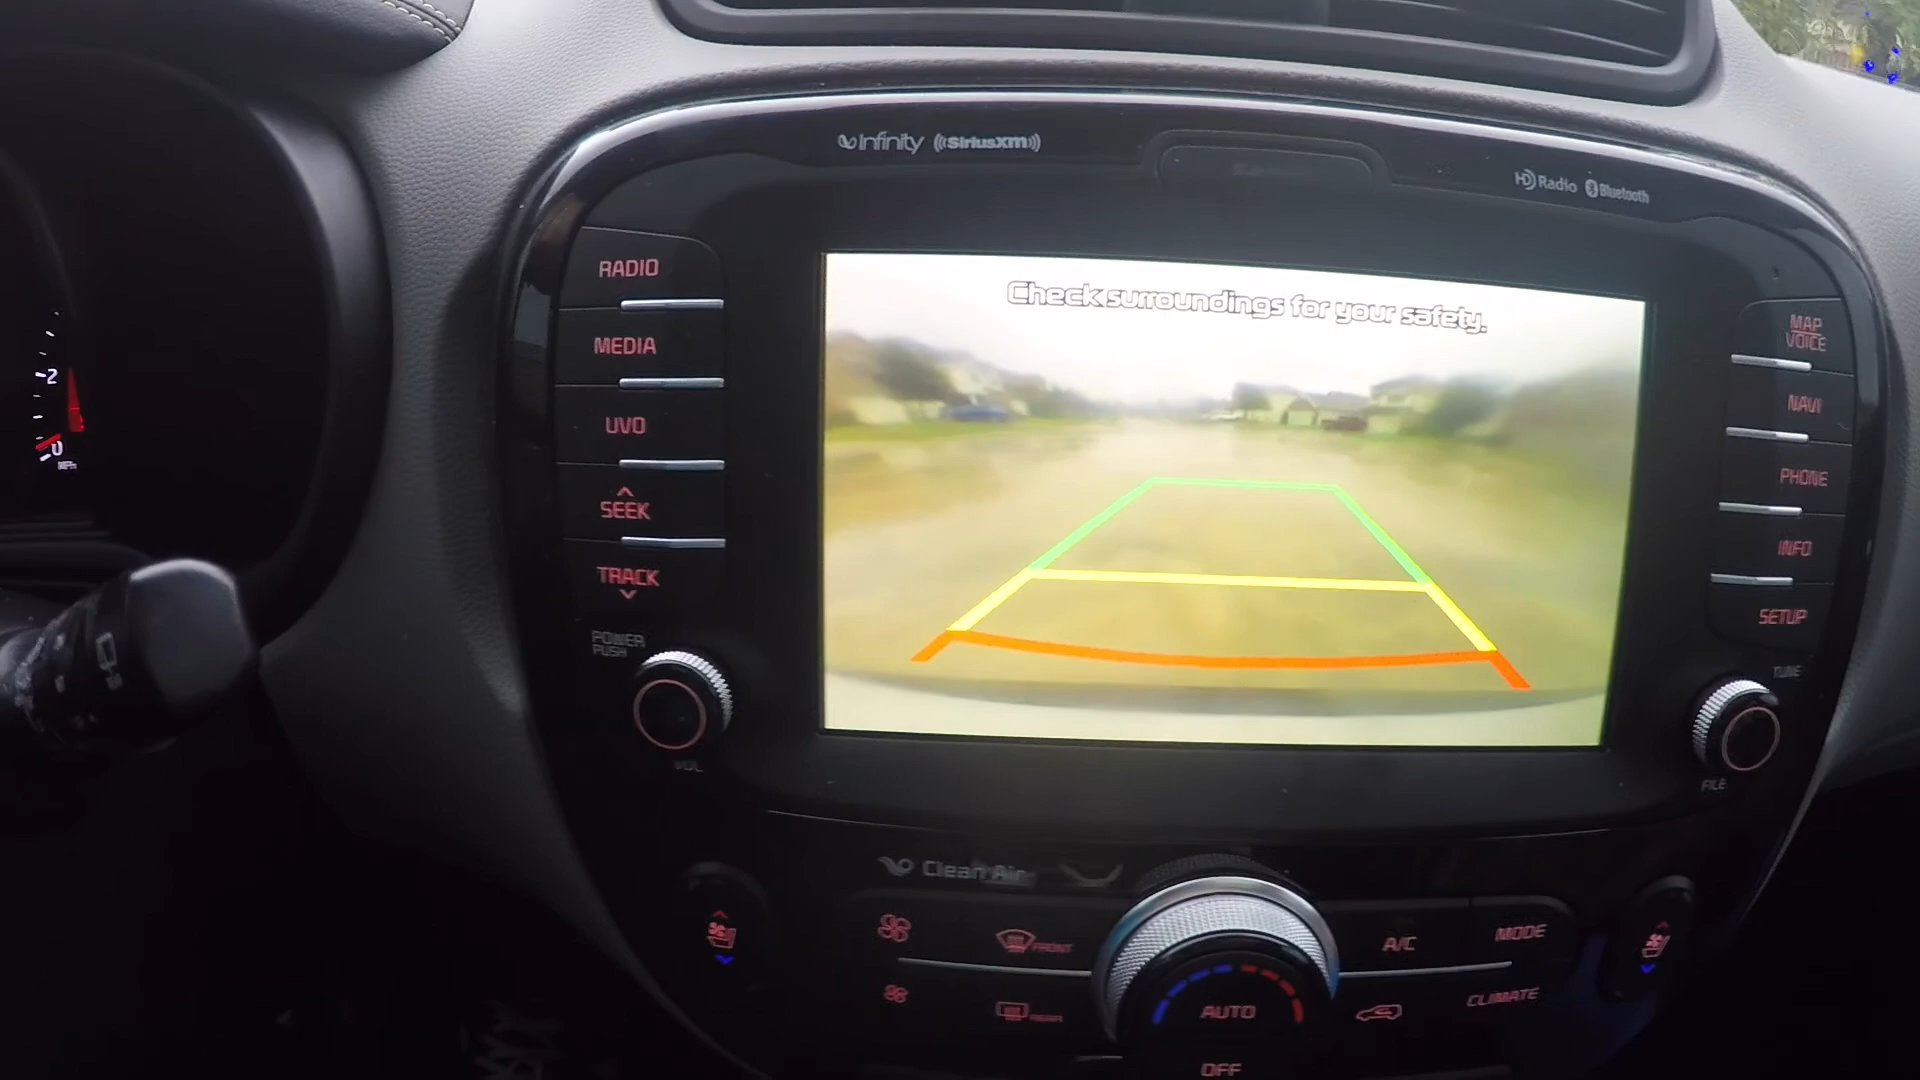 infinity ((SiriusXM))
HD Radio Bluetooth
Check surroundings for your safety.
RADIO
MEDIA
UVO
SEEK
TRACK
POWER
PUSH
VOL
MAP
VOICE
NAVI
PHONE
INFO
SETUP
TUNE
FILE
2
0
MPH
Clean Air
FRONT
A/C
MODE
REAR
AUTO
CLIMATE
OFF